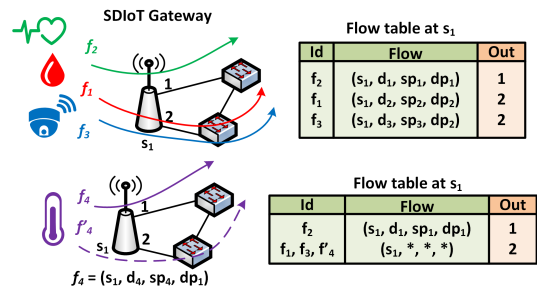 SDIoT Gateway
f2
f1
f3
1
2
s1
Flow table at s1
Id Flow Out
f2 (s1, d1, sp1, dp1) 1
f1 (s1, d2, sp2, dp2) 2
f3 (s1, d3, sp3, dp2) 2
f4
f'4
1
2
s1
f4 = (s1, d4, sp4, dp1)
Flow table at s1
Id Flow Out
f2 (s1, d1, sp1, dp1) 1
f1, f3, f'4 (s1, *, *, *) 2